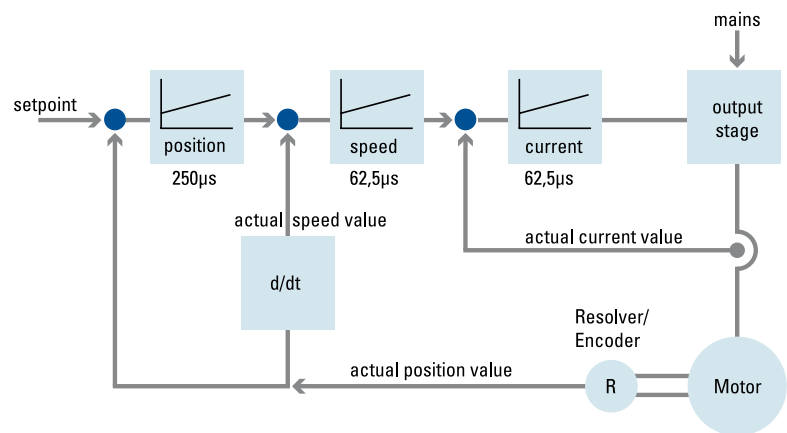 mains
setpoint
position
speed
current
output
stage
250µs
62,5µs
62,5µs
actual speed value
actual current value
d/dt
Resolver/
Encoder
actual position value
R
Motor